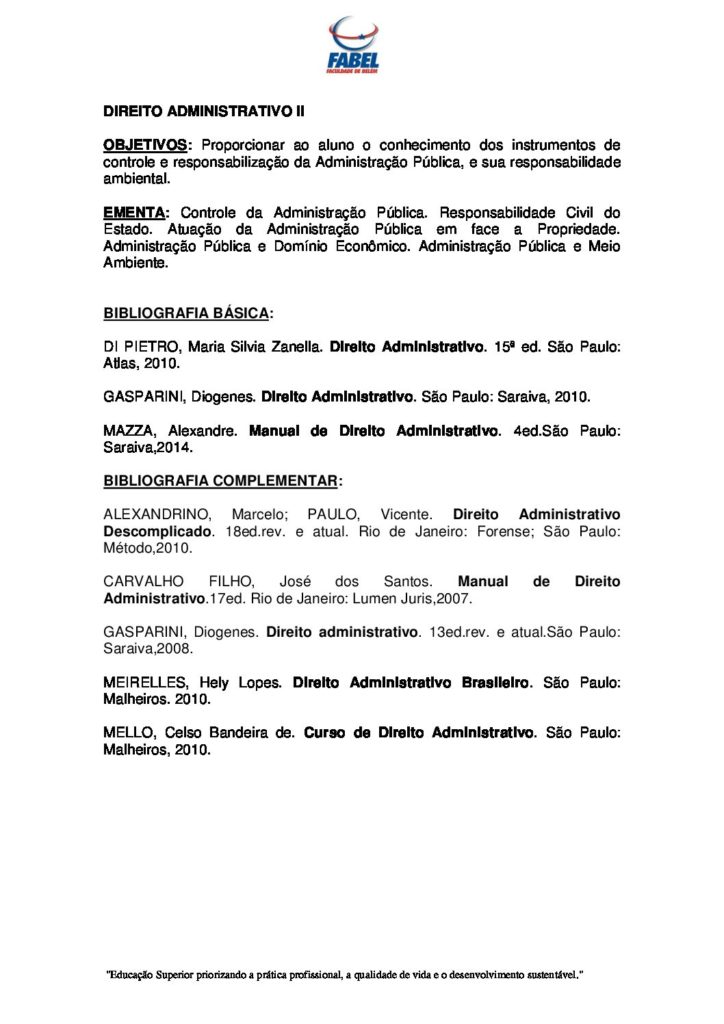 FABEL
FACULDADE DE BELÉM
DIREITO ADMINISTRATIVO II
OBJETIVOS: Proporcionar ao aluno o conhecimento dos instrumentos de
controle e responsabilização da Administração Pública, e sua responsabilidade
ambiental.
EMENTA: Controle da Administração Pública. Responsabilidade Civil do
Estado. Atuação da Administração Pública em face a Propriedade.
Administração Pública e Domínio Econômico. Administração Pública e Meio
Ambiente.
BIBLIOGRAFIA BÁSICA:
DI PIETRO, Maria Silvia Zanella. Direito Administrativo. 15ª ed. São Paulo:
Atlas, 2010.
GASPARINI, Diogenes. Direito Administrativo. São Paulo: Saraiva, 2010.
MAZZA, Alexandre. Manual de Direito Administrativo. 4ed.São Paulo:
Saraiva,2014.
BIBLIOGRAFIA COMPLEMENTAR:
ALEXANDRINO, Marcelo; PAULO, Vicente. Direito Administrativo
Descomplicado. 18ed.rev. e atual. Rio de Janeiro: Forense; São Paulo:
Método,2010.
CARVALHO FILHO, José dos Santos. Manual de Direito
Administrativo.17ed. Rio de Janeiro: Lumen Juris,2007.
GASPARINI, Diogenes. Direito administrativo. 13ed.rev. e atual.São Paulo:
Saraiva,2008.
MEIRELLES, Hely Lopes. Direito Administrativo Brasileiro. São Paulo:
Malheiros. 2010.
MELLO, Celso Bandeira de. Curso de Direito Administrativo. São Paulo:
Malheiros, 2010.
"Educação Superior priorizando a prática profissional, a qualidade de vida e o desenvolvimento sustentável."